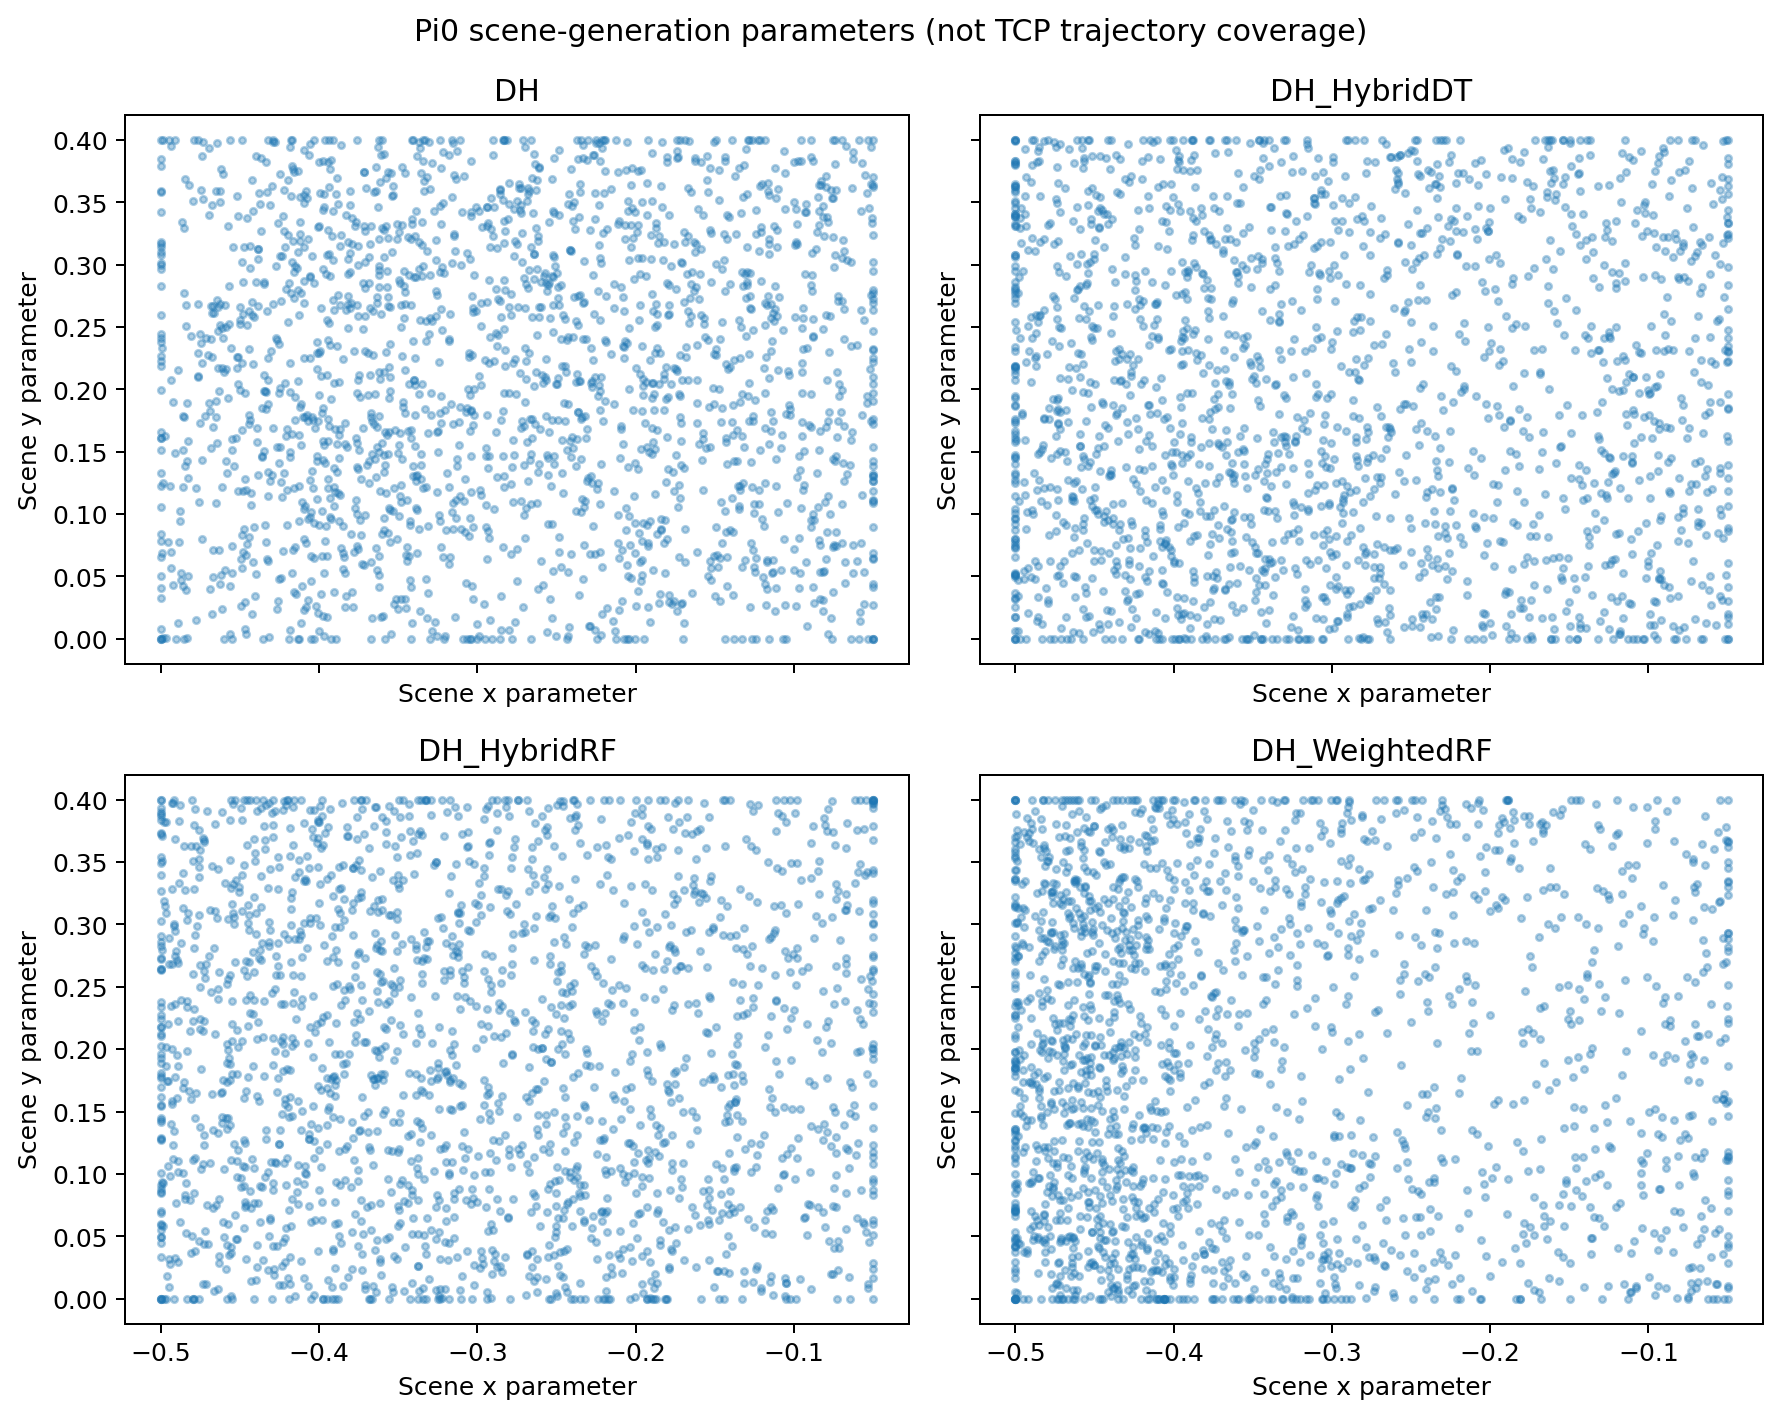 Pi0 scene-generation parameters (not TCP trajectory coverage)
DH
DH_HybridDT
0.40
0.35
0.30
0.25
0.20
0.15
0.10
0.05
0.00
Scene y parameter
Scene y parameter
Scene x parameter
Scene x parameter
DH_HybridRF
DH_WeightedRF
0.40
0.35
0.30
0.25
0.20
0.15
0.10
0.05
0.00
Scene y parameter
Scene y parameter
−0.5 −0.4 −0.3 −0.2 −0.1
−0.5 −0.4 −0.3 −0.2 −0.1
Scene x parameter
Scene x parameter